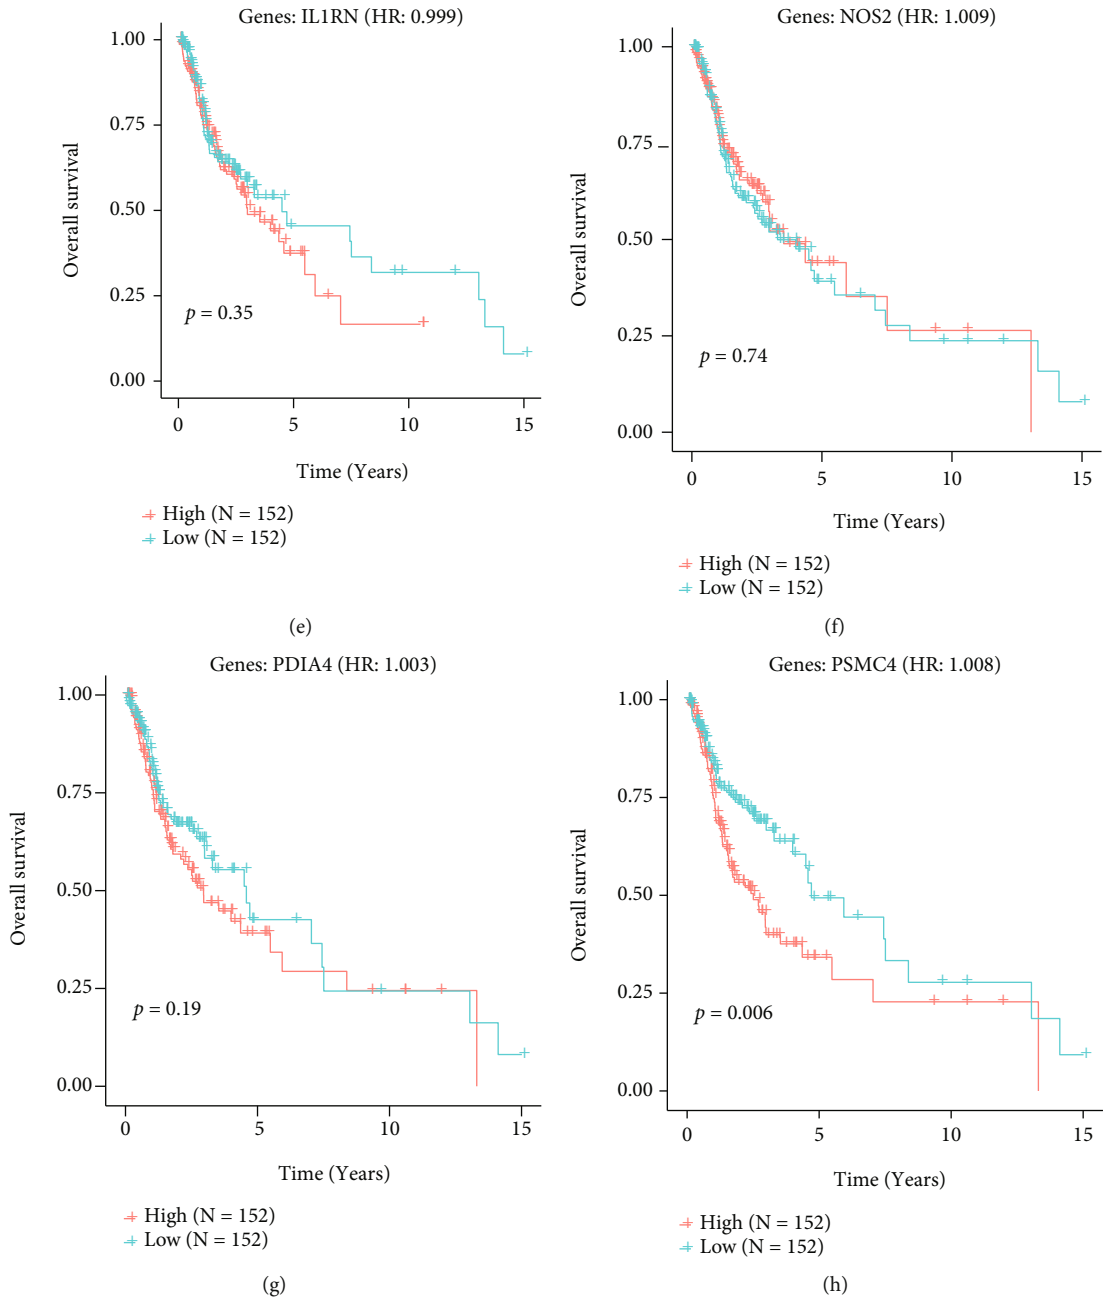 Genes: IL1RN (HR: 0.999)
1.00
0.75
0.50
0.25
0.00
Overall survival
p = 0.35
0 5 10 15
Time (Years)
High (N = 152)
Low (N = 152)
(e)
Genes: NOS2 (HR: 1.009)
1.00
0.75
0.50
0.25
0.00
Overall survival
p = 0.74
0 5 10 15
Time (Years)
High (N = 152)
Low (N = 152)
(f)
Genes: PDIA4 (HR: 1.003)
1.00
0.75
0.50
0.25
0.00
Overall survival
p = 0.19
0 5 10 15
Time (Years)
High (N = 152)
Low (N = 152)
(g)
Genes: PSMC4 (HR: 1.008)
1.00
0.75
0.50
0.25
0.00
Overall survival
p = 0.006
0 5 10 15
Time (Years)
High (N = 152)
Low (N = 152)
(h)